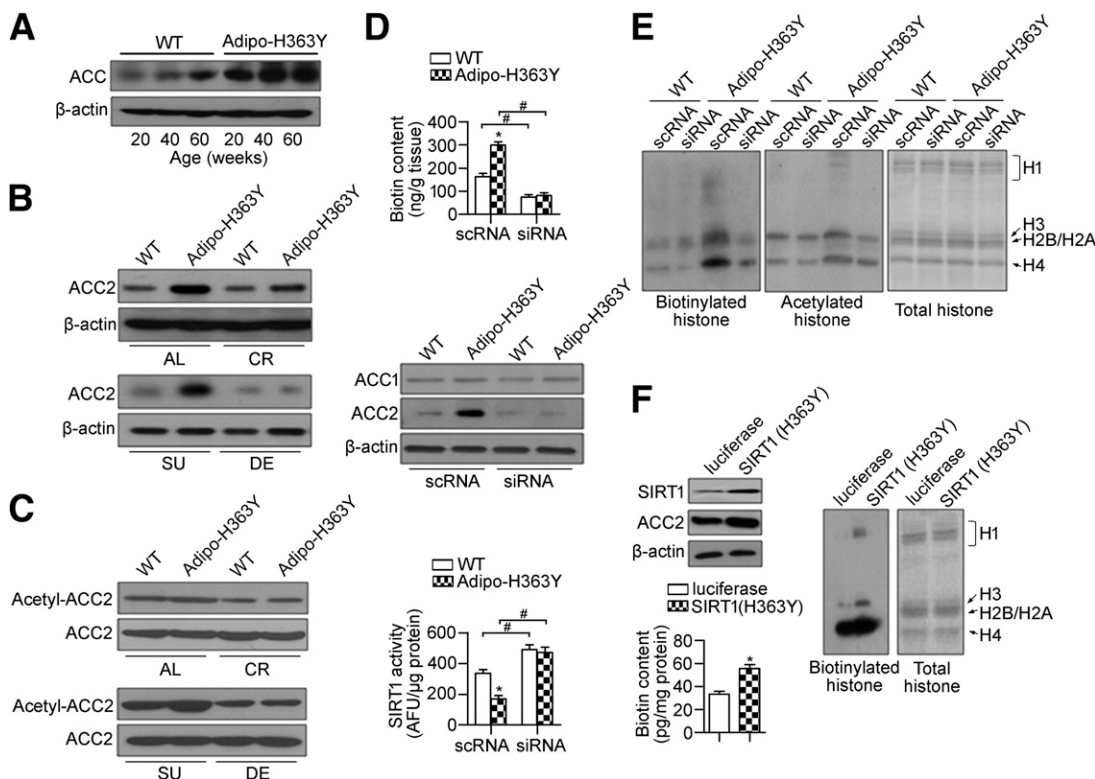 A
WT Adipo-H363Y
ACC
β-actin
20 40 60 20 40 60
Age (weeks)
B
WT Adipo-H363Y WT Adipo-H363Y
ACC2
β-actin
AL CR
ACC2
β-actin
SU DE
C
WT Adipo-H363Y WT Adipo-H363Y
Acetyl-ACC2
ACC2
AL CR
Acetyl-ACC2
ACC2
SU DE
D
WT
Adipo-H363Y
Biotin content
(ng/g tissue)
400
300
200
100
0
*
#
#
scRNA siRNA
WT Adipo-H363Y WT Adipo-H363Y
ACC1
ACC2
β-actin
scRNA siRNA
WT
Adipo-H363Y
SIRT1 activity
(AFU/µg protein)
600
400
200
0
*
#
#
scRNA siRNA
E
WT Adipo-H363Y WT Adipo-H363Y WT Adipo-H363Y
scRNA siRNA scRNA siRNA scRNA siRNA scRNA siRNA scRNA siRNA scRNA siRNA
H1
H3
H2B/H2A
H4
Biotinylated histone
Acetylated histone
Total histone
F
luciferase SIRT1 (H363Y)
SIRT1
ACC2
β-actin
luciferase
SIRT1(H363Y)
Biotin content
(pg/mg protein)
80
60
40
20
0
*
luciferase SIRT1 (H363Y) luciferase SIRT1 (H363Y)
H1
H3
H2B/H2A
H4
Biotinylated histone
Total histone